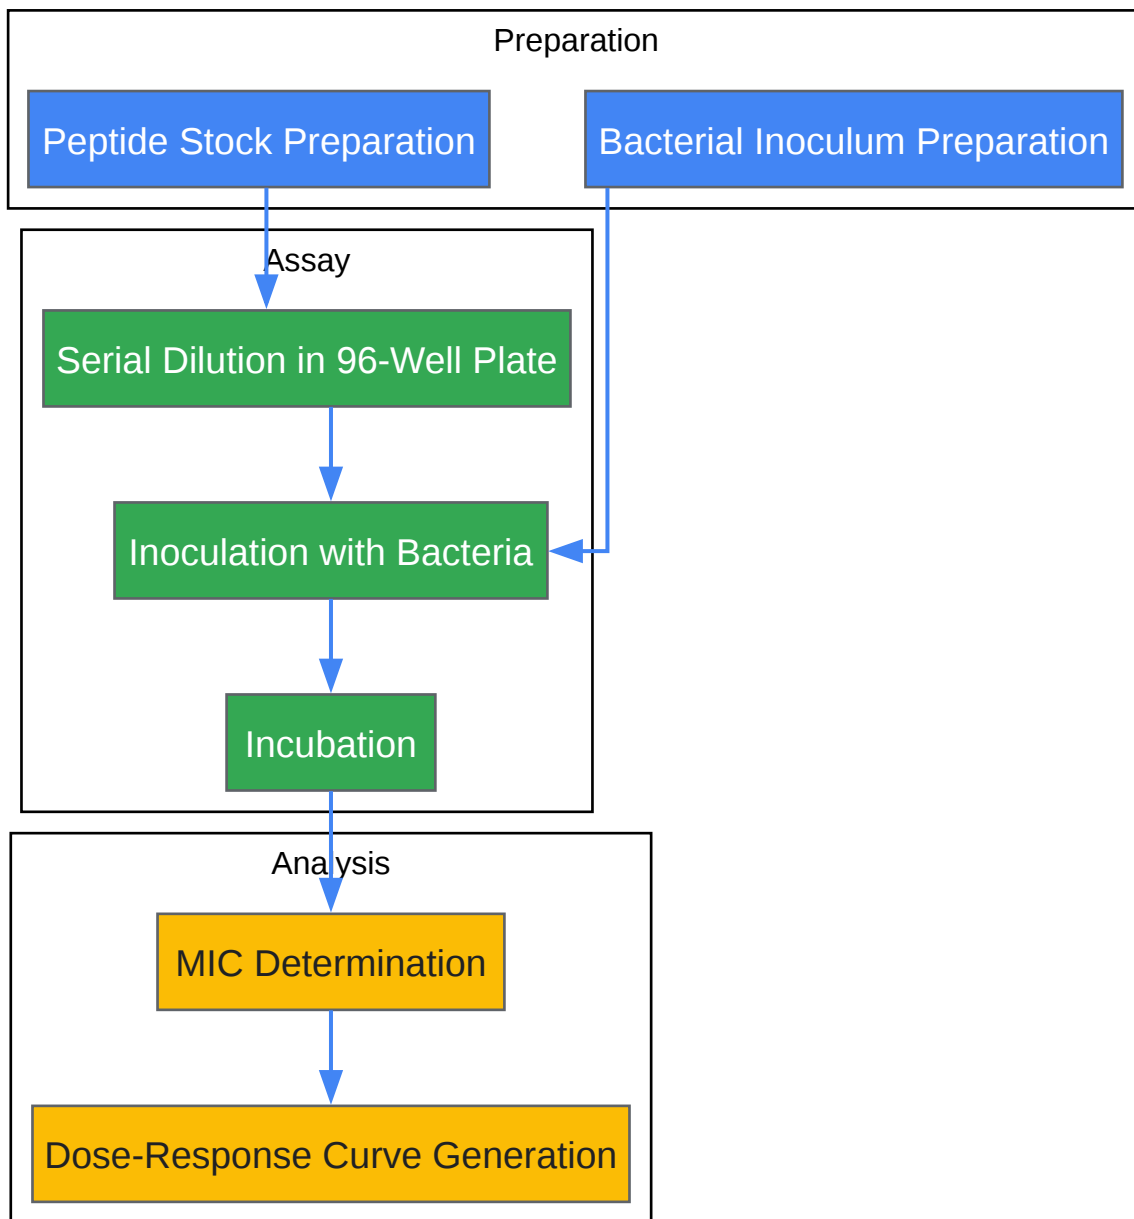 Preparation
Peptide Stock Preparation
Bacterial Inoculum Preparation
Assay
Serial Dilution in 96-Well Plate
Inoculation with Bacteria
Incubation
Analysis
MIC Determination
Dose-Response Curve Generation